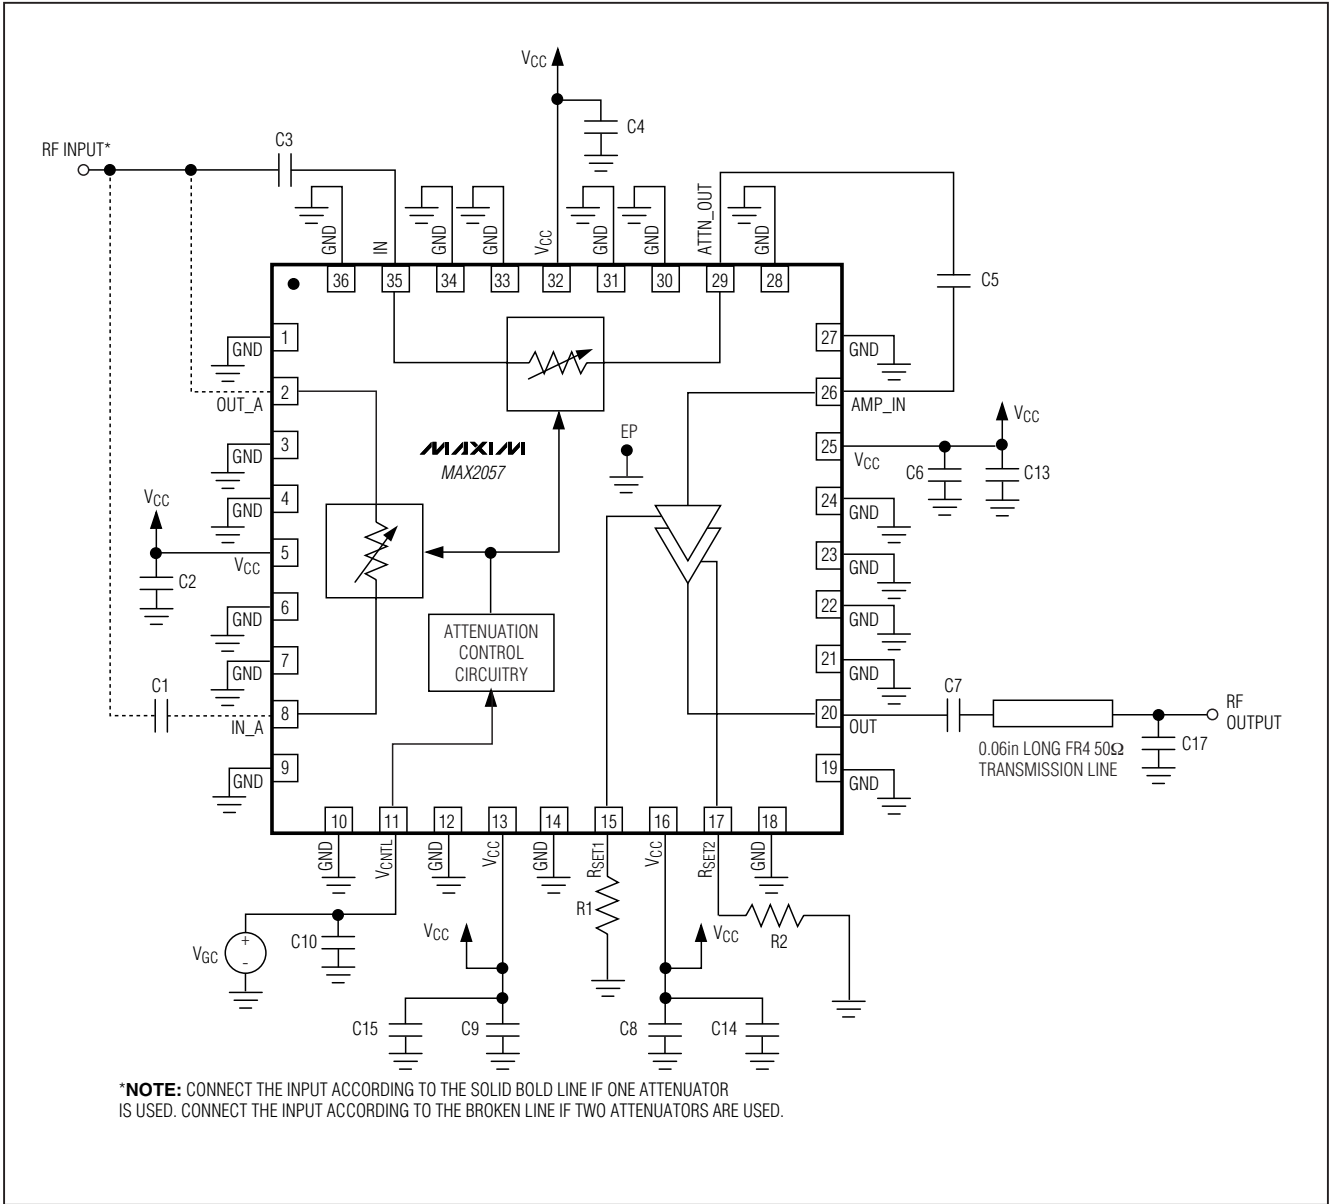 VCC
C4
C3
RF INPUT*
GND
IN
GND
GND
VCC
GND
GND
ATTN_OUT
GND
36
35
34
33
32
31
30
29
28
C5
1
GND
2
OUT_A
3
GND
4
GND
VCC
5
VCC
C2
6
GND
7
GND
C1
8
IN_A
9
GND
MAXIM
MAX2057
EP
ATTENUATION
CONTROL
CIRCUITRY
27
GND
26
AMP_IN
VCC
25
VCC
C6
C13
24
GND
23
GND
22
GND
21
GND
20
OUT
C7
RF
OUTPUT
0.06in LONG FR4 50Ω
TRANSMISSION LINE
C17
19
GND
10
11
12
13
14
15
16
17
18
GND
VCNTL
GND
VCC
GND
RSET1
VCC
RSET2
GND
R1
R2
VGC
+
-
C10
VCC
VCC
C15
C9
C8
C14
*NOTE: CONNECT THE INPUT ACCORDING TO THE SOLID BOLD LINE IF ONE ATTENUATOR
IS USED. CONNECT THE INPUT ACCORDING TO THE BROKEN LINE IF TWO ATTENUATORS ARE USED.